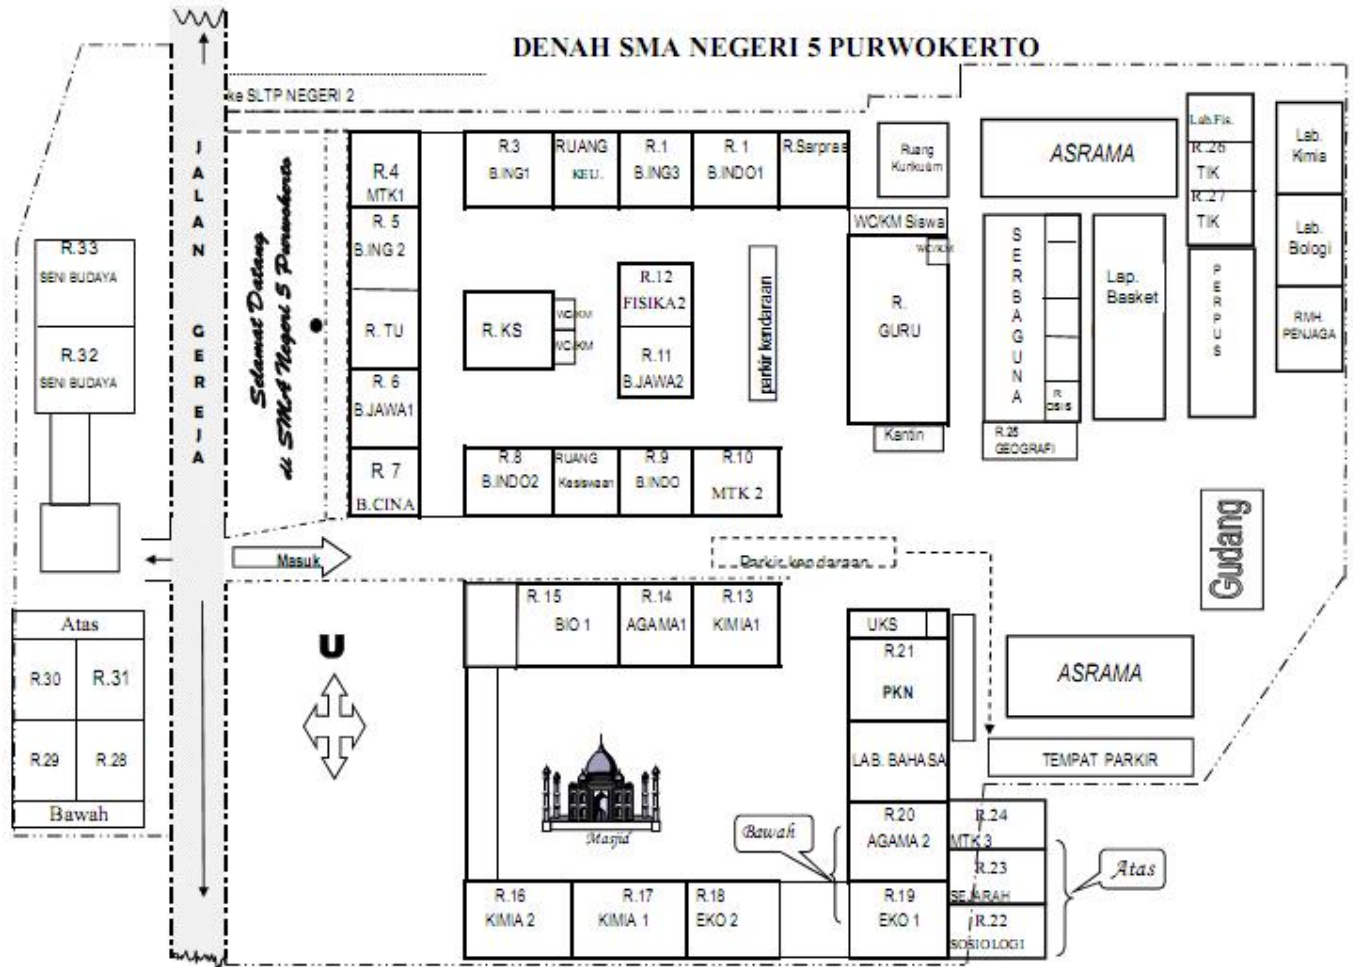 DENAH SMA NEGERI 5 PURWOKERTO
ke SLTP NEGERI 2
JALAN GEREJA
Selamat Datang
di SMA Negeri 5 Purwokerto
R.33
SENI BUDAYA
R.32
SENI BUDAYA
R.4
MTK1
R. 5
B.ING 2
R. TU
R. 6
B.JAWA1
R. 7
B.CINA
R.3
B.ING1
RUANG
KEU.
R.1
B.ING3
R. 1
B.INDO1
R.Sarpras
Ruang
Kurikulum
WC/KM Siswa
WC/KM
R.
GURU
Kantin
R. KS
WC/KM
WC/KM
R.12
FISIKA2
R.11
B.JAWA2
parkir kendaraan
R.8
B.INDO2
RUANG
Kesiswaan
R.9
B.INDO
R.10
MTK 2
ASRAMA
SERBAGUNA
R
OSIS
R.25
GEOGRAFI
Lap.
Basket
Lab.Fis.
R.26
TIK
R.27
TIK
PERPUS
Lab.
Kimia
Lab.
Biologi
RMH.
PENJAGA
Gudang
Masuk
Parkir kendaraan
Atas
R.30
R.31
R.29
R.28
Bawah
U
R. 15
BIO 1
R.14
AGAMA1
R.13
KIMIA1
UKS
R.21
PKN
LAB. BAHASA
R.20
AGAMA 2
R.19
EKO 1
ASRAMA
TEMPAT PARKIR
Masjid
Bawah
R.24
MTK 3
R.23
SEJARAH
R.22
SOSIOLOGI
Atas
R.16
KIMIA 2
R.17
KIMIA 1
R.18
EKO 2